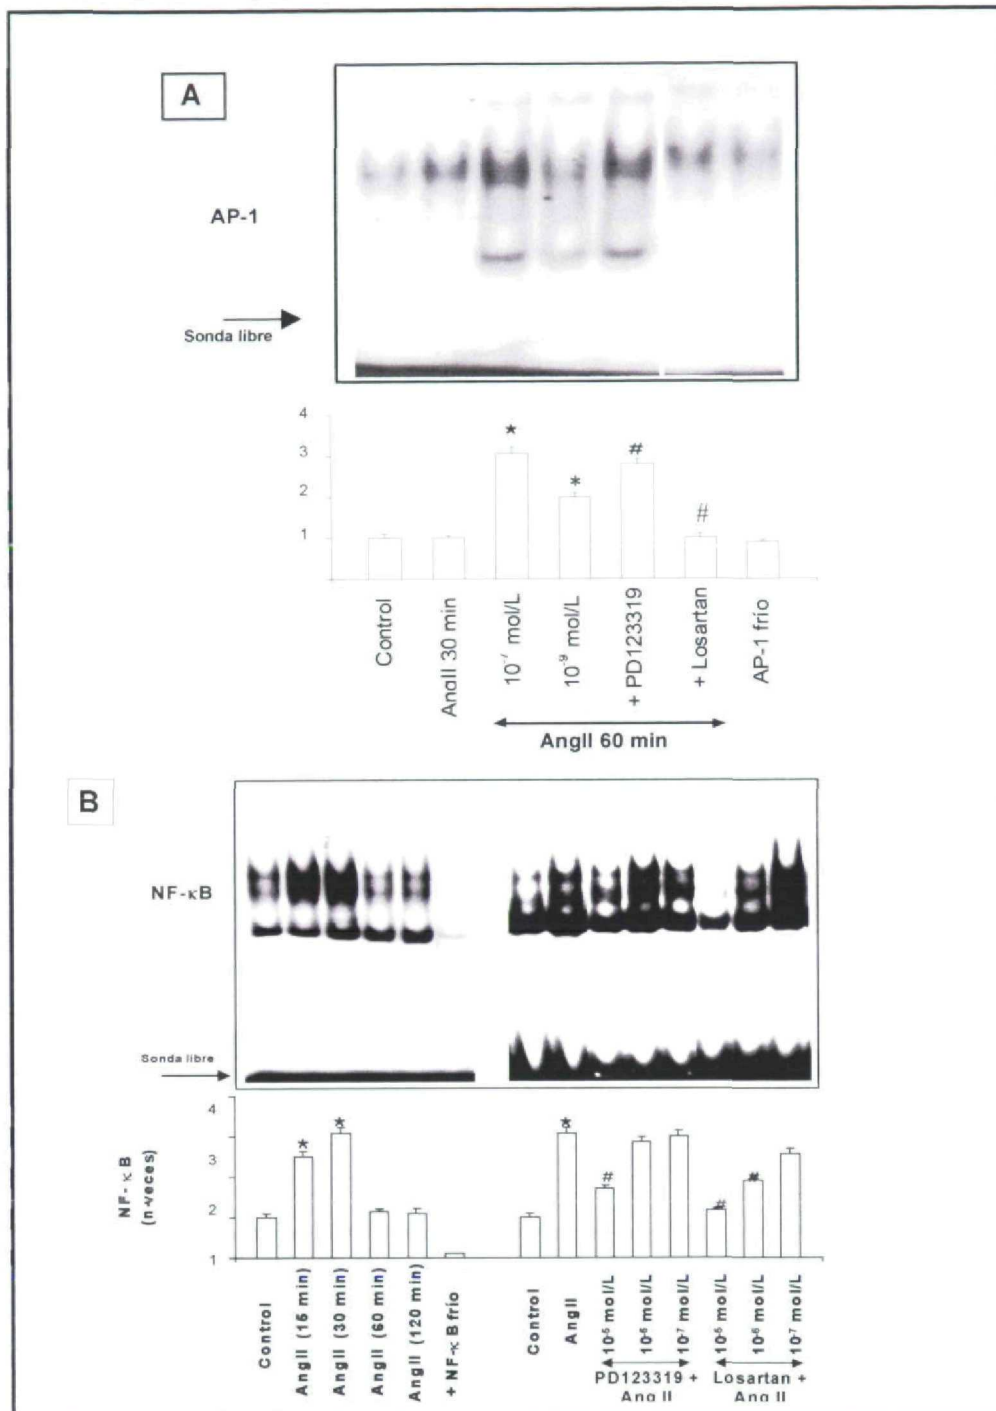 A
AP-1
Sonda libre
4
3
2
1
*
*
#
#
Control
AngII 30 min
10⁻⁷ mol/L
10⁻⁹ mol/L
+ PD123319
+ Losartan
AP-1 frío
AngII 60 min
B
NF-κB
Sonda libre
NF-κB
(n-veces)
4
3
2
1
*
*
*
#
#
#
Control
AngII (15 min)
AngII (30 min)
AngII (60 min)
AngII (120 min)
+ NF-κB frío
Control
AngII
10⁻⁵ mol/L
10⁻⁶ mol/L
10⁻⁷ mol/L
10⁻⁵ mol/L
10⁻⁶ mol/L
10⁻⁷ mol/L
PD123319 +
Ang II
Losartan +
Ang II